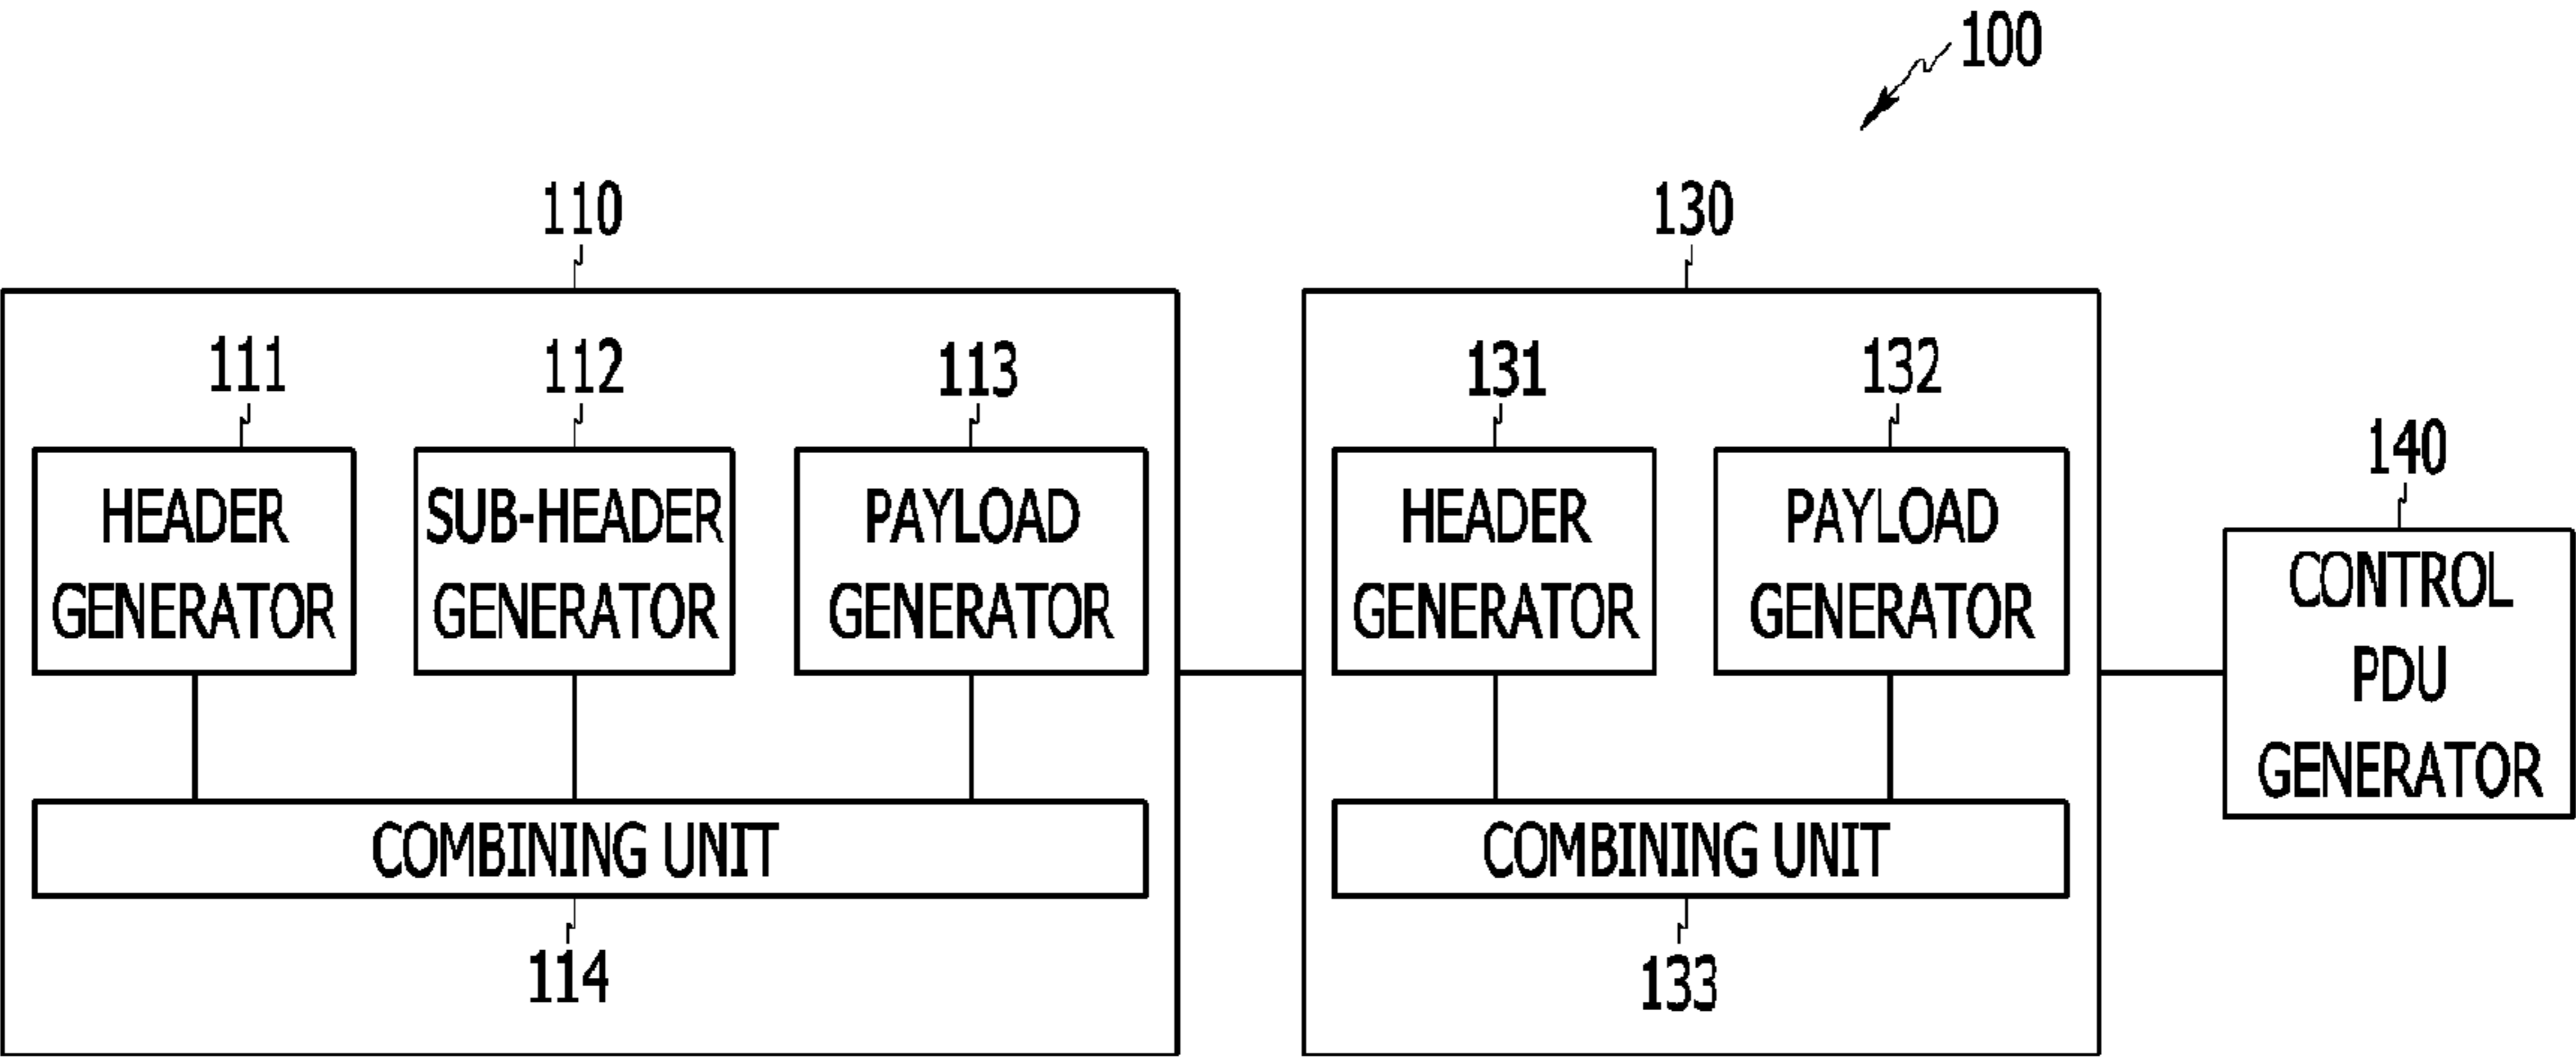 100
110
130
111
112
113
131
132
140
HEADER
GENERATOR
SUB-HEADER
GENERATOR
PAYLOAD
GENERATOR
HEADER
GENERATOR
PAYLOAD
GENERATOR
CONTROL
PDU
GENERATOR
COMBINING UNIT
COMBINING UNIT
114
133